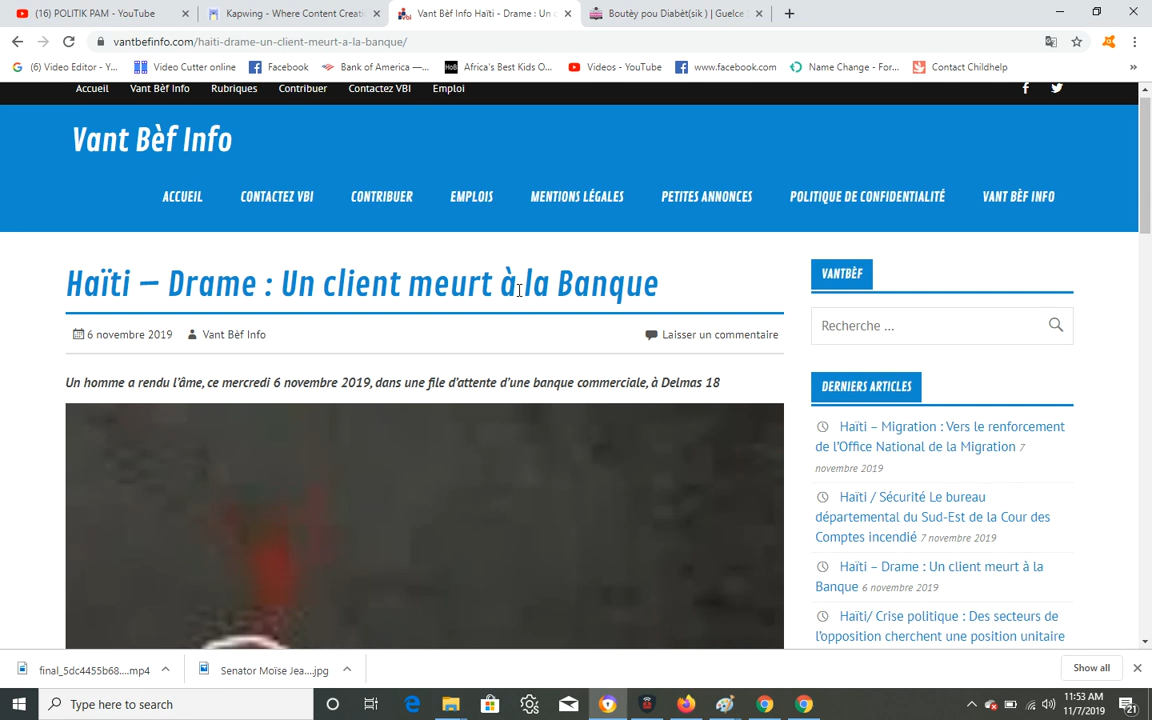 (16) POLITIK PAM - YouTube
Kapwing - Where Content Creati
Vant Bèf Info Haïti - Drame : Un c
Boutèy pou Diabèt(sik ) | Guelce
vantbefinfo.com/haiti-drame-un-client-meurt-a-la-banque/
(6) Video Editor - Y...
Video Cutter online
Facebook
Bank of America —...
HoB
Africa's Best Kids O...
Videos - YouTube
www.facebook.com
Name Change - For...
Contact Childhelp
»
Accueil
Vant Bèf Info
Rubriques
Contribuer
Contactez VBI
Emploi
Vant Bèf Info
ACCUEIL
CONTACTEZ VBI
CONTRIBUER
EMPLOIS
MENTIONS LÉGALES
PETITES ANNONCES
POLITIQUE DE CONFIDENTIALITÉ
VANT BÈF INFO
Haïti – Drame : Un client meurt à la Banque
6 novembre 2019
Vant Bèf Info
Laisser un commentaire
Un homme a rendu l'âme, ce mercredi 6 novembre 2019, dans une file d'attente d'une banque commerciale, à Delmas 18
VANTBÈF
Recherche …
DERNIERS ARTICLES
Haïti – Migration : Vers le renforcement
de l'Office National de la Migration 7
novembre 2019
Haïti / Sécurité Le bureau
départemental du Sud-Est de la Cour des
Comptes incendié 7 novembre 2019
Haïti – Drame : Un client meurt à la
Banque 6 novembre 2019
Haïti/ Crise politique : Des secteurs de
l'opposition cherchent une position unitaire
final_5dc4455b68....mp4
Senator Moïse Jea....jpg
Show all
Type here to search
11:53 AM
11/7/2019
21